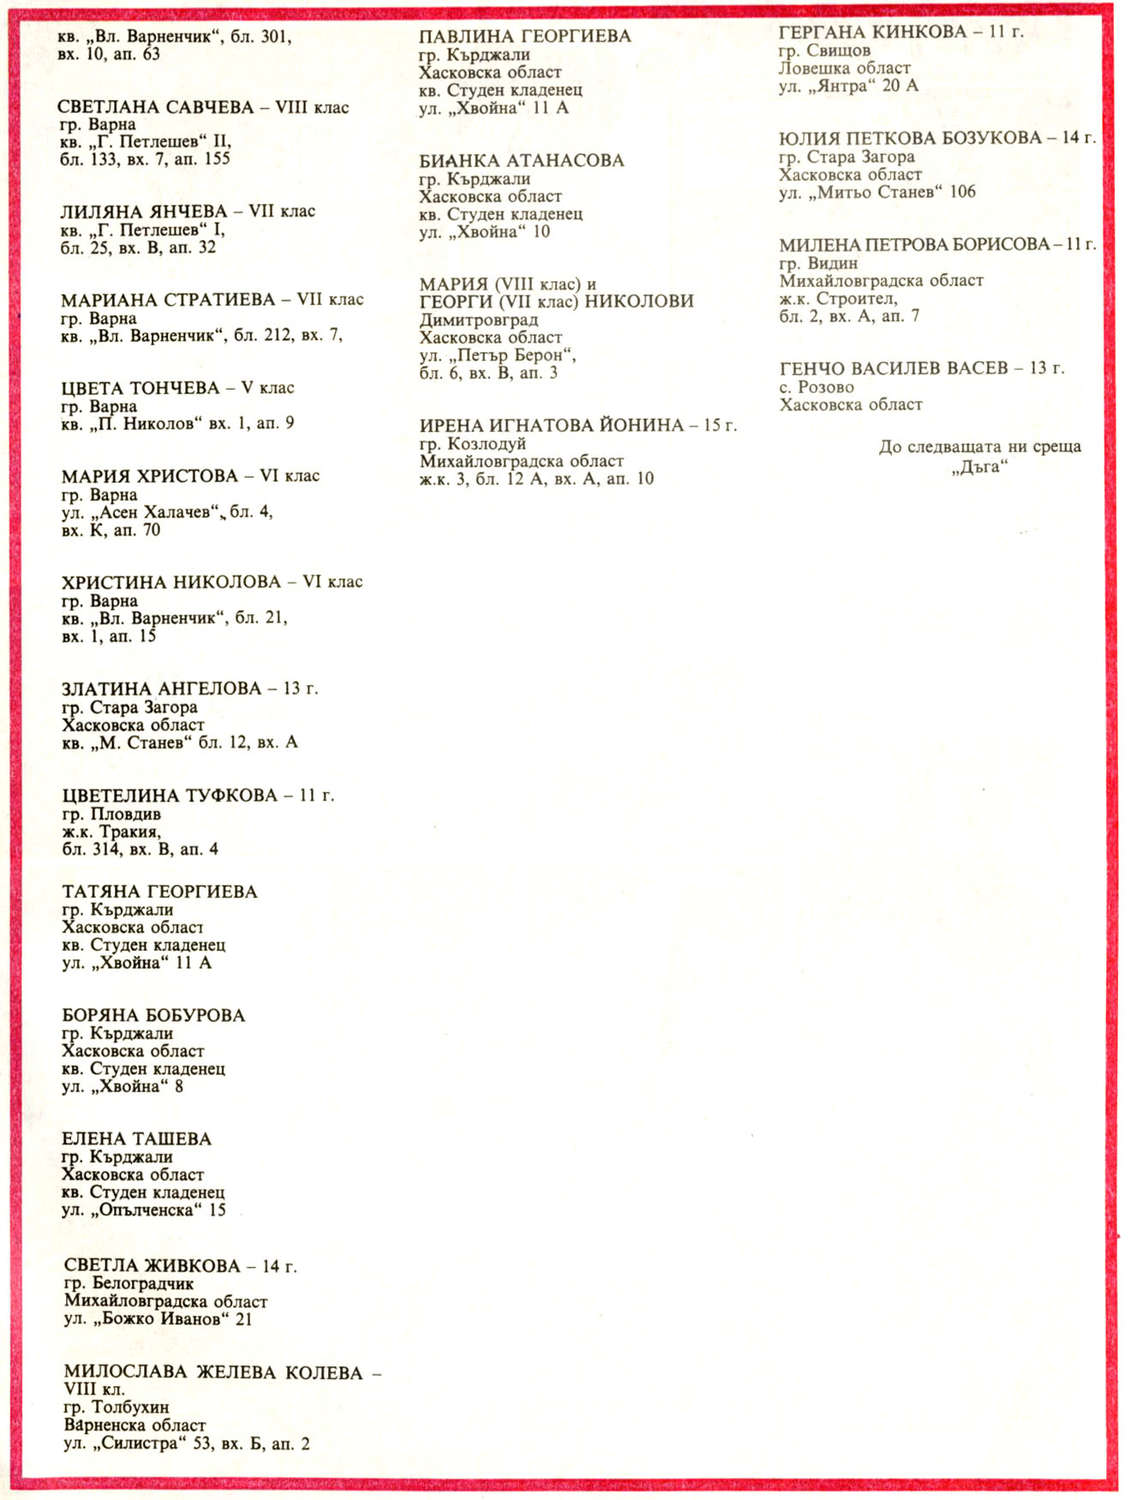 кв. „Вл. Варненчик“, бл. 301,
вх. 10, ап. 63
СВЕТЛАНА САВЧЕВА – VIII клас
гр. Варна
кв. „Г. Петлешев“ II,
бл. 133, вх. 7, ап. 155
ЛИЛЯНА ЯНЧЕВА – VII клас
кв. „Г. Петлешев“ I,
бл. 25, вх. В, ап. 32
МАРИАНА СТРАТИЕВА – VII клас
гр. Варна
кв. „Вл. Варненчик“, бл. 212, вх. 7,
ЦВЕТА ТОНЧЕВА – V клас
гр. Варна
кв. „П. Николов“ вх. 1, ап. 9
МАРИЯ ХРИСТОВА – VI клас
гр. Варна
ул. „Асен Халачев“, бл. 4,
вх. К, ап. 70
ХРИСТИНА НИКОЛОВА – VI клас
гр. Варна
кв. „Вл. Варненчик“, бл. 21,
вх. 1, ап. 15
ЗЛАТИНА АНГЕЛОВА – 13 г.
гр. Стара Загора
Хасковска област
кв. „М. Станев“ бл. 12, вх. А
ЦВЕТЕЛИНА ТУФКОВА – 11 г.
гр. Пловдив
ж.к. Тракия,
бл. 314, вх. В, ап. 4
ТАТЯНА ГЕОРГИЕВА
гр. Кърджали
Хасковска област
кв. Студен кладенец
ул. „Хвойна“ 11 А
БОРЯНА БОБУРОВА
гр. Кърджали
Хасковска област
кв. Студен кладенец
ул. „Хвойна“ 8
ЕЛЕНА ТАШЕВА
гр. Кърджали
Хасковска област
кв. Студен кладенец
ул. „Опълченска“ 15
СВЕТЛА ЖИВКОВА – 14 г.
гр. Белоградчик
Михайловградска област
ул. „Божко Иванов“ 21
МИЛОСЛАВА ЖЕЛЕВА КОЛЕВА –
VIII кл.
гр. Толбухин
Варненска област
ул. „Силистра“ 53, вх. Б, ап. 2
ПАВЛИНА ГЕОРГИЕВА
гр. Кърджали
Хасковска област
кв. Студен кладенец
ул. „Хвойна“ 11 А
БИАНКА АТАНАСОВА
гр. Кърджали
Хасковска област
кв. Студен кладенец
ул. „Хвойна“ 10
МАРИЯ (VIII клас) и
ГЕОРГИ (VII клас) НИКОЛОВИ
Димитровград
Хасковска област
ул. „Петър Берон“,
бл. 6, вх. В, ап. 3
ИРЕНА ИГНАТОВА ЙОНИНА – 15 г.
гр. Козлодуй
Михайловградска област
ж.к. 3, бл. 12 А, вх. А, ап. 10
ГЕРГАНА КИНКОВА – 11 г.
гр. Свищов
Ловешка област
ул. „Янтра“ 20 А
ЮЛИЯ ПЕТКОВА БОЗУКОВА – 14 г.
гр. Стара Загора
Хасковска област
ул. „Митьо Станев“ 106
МИЛЕНА ПЕТРОВА БОРИСОВА – 11 г.
гр. Видин
Михайловградска област
ж.к. Строител,
бл. 2, вх. А, ап. 7
ГЕНЧО ВАСИЛЕВ ВАСЕВ – 13 г.
с. Розово
Хасковска област
До следващата ни среща
„Дъга“